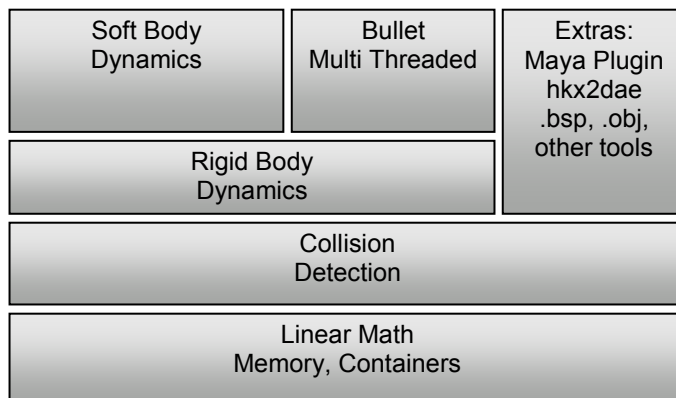 Soft Body
Dynamics
Bullet
Multi Threaded
Extras:
Maya Plugin
hkx2dae
.bsp, .obj,
other tools
Rigid Body
Dynamics
Collision
Detection
Linear Math
Memory, Containers